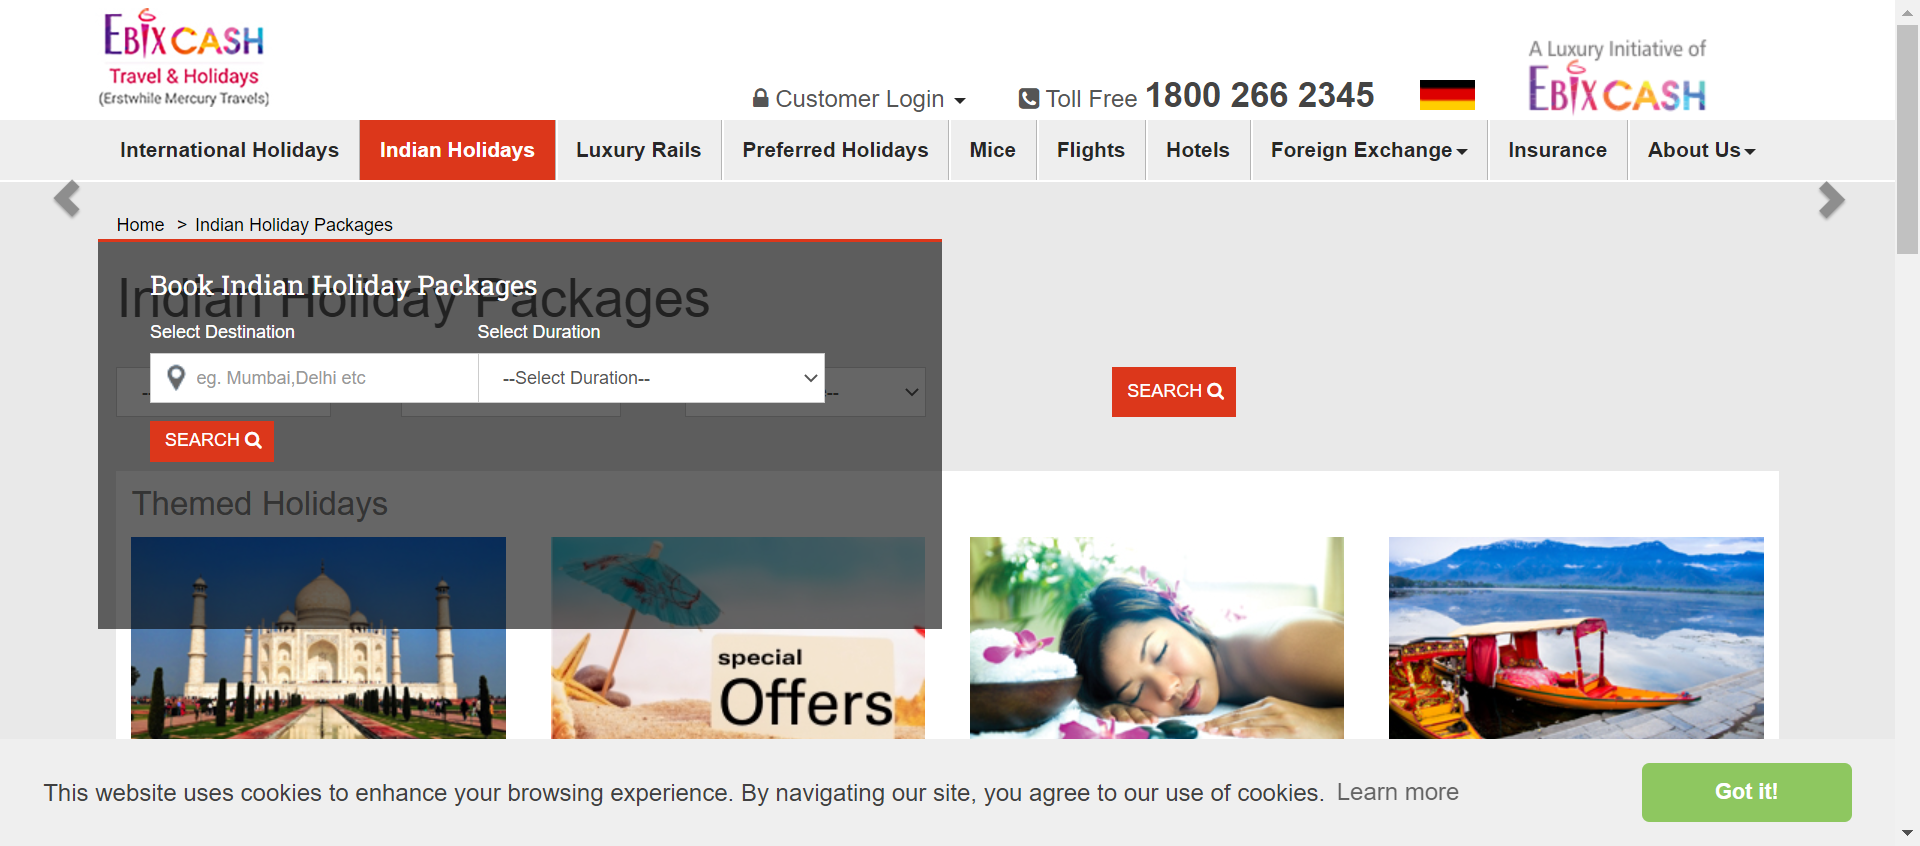 EBIXCASH
Travel & Holidays
(Erstwhile Mercury Travels)
Customer Login
Toll Free 1800 266 2345
A Luxury Initiative of
EBIXCASH
International Holidays
Indian Holidays
Luxury Rails
Preferred Holidays
Mice
Flights
Hotels
Foreign Exchange
Insurance
About Us
Home > Indian Holiday Packages
Book Indian Holiday Packages
Indian Holiday Packages
Select Destination
Select Duration
eg. Mumbai,Delhi etc
--Select Duration--
SEARCH
SEARCH
Themed Holidays
special
Offers
This website uses cookies to enhance your browsing experience. By navigating our site, you agree to our use of cookies. Learn more
Got it!